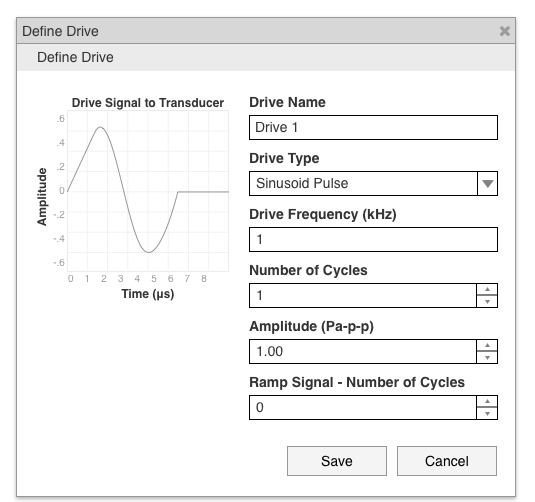 Define Drive
Define Drive
Drive Signal to Transducer
.6
.4
.2
0
-.2
-.4
-.6
Amplitude
0 1 2 3 4 5 6 7 8
Time (µs)
Drive Name
Drive 1
Drive Type
Sinusoid Pulse
Drive Frequency (kHz)
1
Number of Cycles
1
Amplitude (Pa-p-p)
1.00
Ramp Signal - Number of Cycles
0
Save Cancel